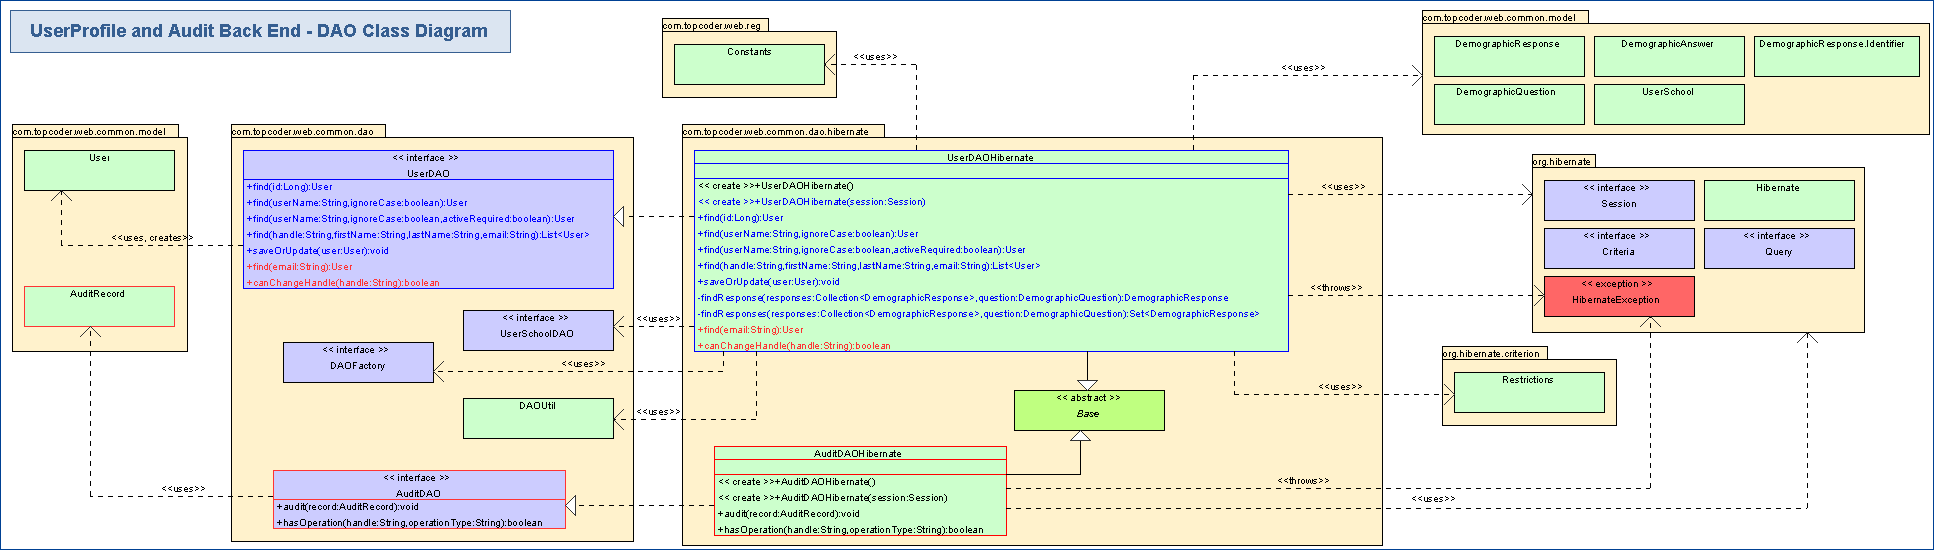 UserProfile and Audit Back End - DAO Class Diagram
com.topcoder.web.reg
Constants
<<uses>>
com.topcoder.web.common.model
DemographicResponse
DemographicAnswer
DemographicResponse.Identifier
DemographicQuestion
UserSchool
<<uses>>
com.topcoder.web.common.model
User
AuditRecord
<<uses, creates>>
<<uses>>
com.topcoder.web.common.dao
<< interface >>
UserDAO
+find(id:Long):User
+find(userName:String,ignoreCase:boolean):User
+find(userName:String,ignoreCase:boolean,activeRequired:boolean):User
+find(handle:String,firstName:String,lastName:String,email:String):List<User>
+saveOrUpdate(user:User):void
+find(email:String):User
+canChangeHandle(handle:String):boolean
<< interface >>
UserSchoolDAO
<< interface >>
DAOFactory
DAOUtil
<< interface >>
AuditDAO
+audit(record:AuditRecord):void
+hasOperation(handle:String,operationType:String):boolean
<<uses>>
<<uses>>
<<uses>>
com.topcoder.web.common.dao.hibernate
UserDAOHibernate
<< create >>+UserDAOHibernate()
<< create >>+UserDAOHibernate(session:Session)
+find(id:Long):User
+find(userName:String,ignoreCase:boolean):User
+find(userName:String,ignoreCase:boolean,activeRequired:boolean):User
+find(handle:String,firstName:String,lastName:String,email:String):List<User>
+saveOrUpdate(user:User):void
-findResponse(responses:Collection<DemographicResponse>,question:DemographicQuestion):DemographicResponse
-findResponses(responses:Collection<DemographicResponse>,question:DemographicQuestion):Set<DemographicResponse>
+find(email:String):User
+canChangeHandle(handle:String):boolean
<< abstract >>
Base
AuditDAOHibernate
<< create >>+AuditDAOHibernate()
<< create >>+AuditDAOHibernate(session:Session)
+audit(record:AuditRecord):void
+hasOperation(handle:String,operationType:String):boolean
<<uses>>
<<throws>>
<<uses>>
<<throws>>
<<uses>>
org.hibernate
<< interface >>
Session
Hibernate
<< interface >>
Criteria
<< interface >>
Query
<< exception >>
HibernateException
org.hibernate.criterion
Restrictions